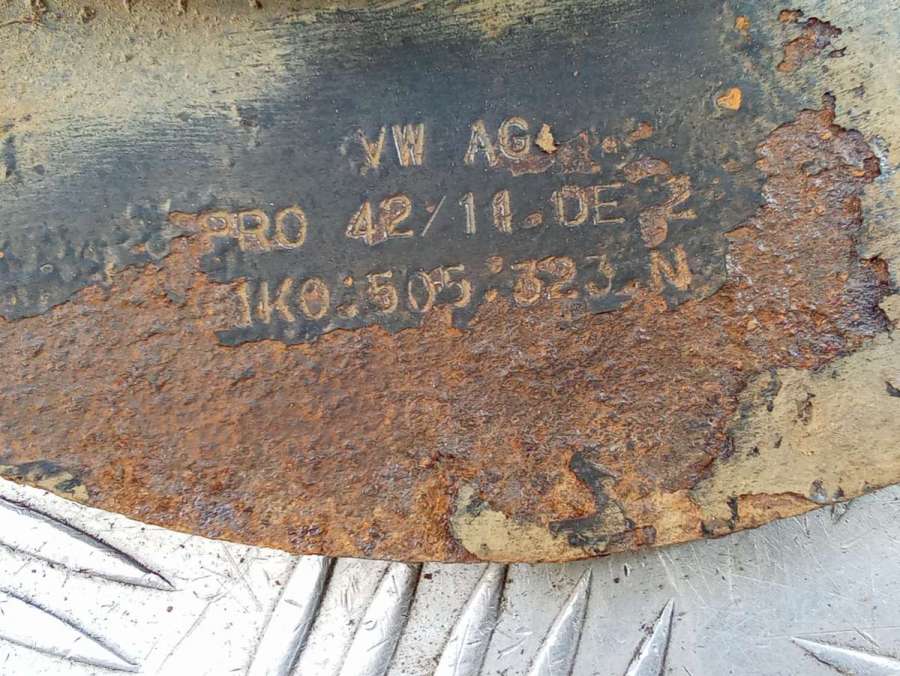 VW AG
PRO 42/11 DE Z
1K0.505.323.N